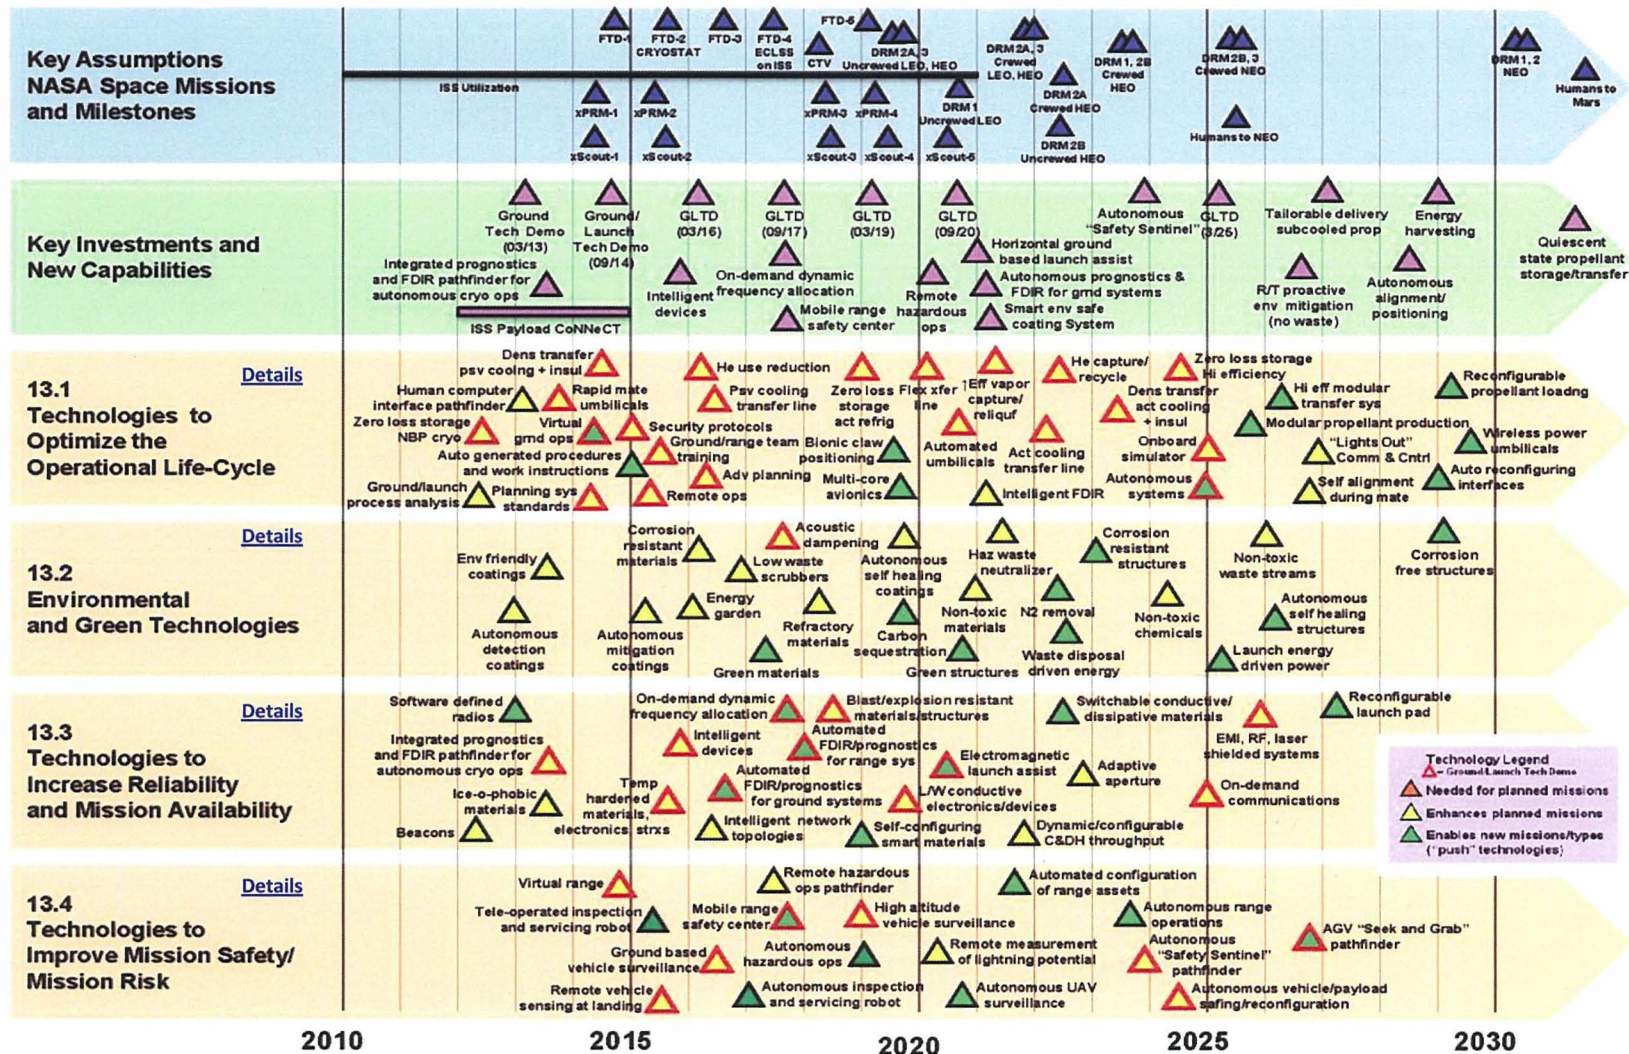 Key Assumptions
NASA Space Missions
and Milestones
FTD-1
FTD-2
CRYOSTAT
FTD-3
FTD-4
ECLSS
on ISS
FTD-5
CTV
DRM2A, 3
Uncrewed LEO, HEO
DRM2A, 3
Crewed
LEO, HEO
DRM 1, 2B
Crewed
HEO
DRM2B, 3
Crewed NEO
DRM1, 2
NEO
Humans to
Mars
ISS Utilization
xPRM-1
xPRM-2
xPRM-3
xPRM-4
DRM 1
Uncrewed LEO
DRM 2A
Crewed HEO
xScout-1
xScout-2
xScout-3
xScout-4
xScout-5
DRM 2B
Uncrewed HEO
Humans to NEO
Key Investments and
New Capabilities
Ground
Tech Demo
(03/13)
Ground/
Launch
Tech Demo
(09/14)
GLTD
(03/16)
GLTD
(09/17)
GLTD
(03/19)
GLTD
(09/20)
Autonomous
“Safety Sentinel”
GLTD
(3/25)
Tailorable delivery
subcooled prop
Energy
harvesting
Quiescent
state propellant
storage/transfer
Integrated prognostics
and FDIR pathfinder for
autonomous cryo ops
Intelligent
devices
On-demand dynamic
frequency allocation
Remote
hazardous
ops
Horizontal ground
based launch assist
Autonomous prognostics &
FDIR for grnd systems
R/T proactive
env mitigation
(no waste)
Autonomous
alignment/
positioning
ISS Payload CoNNeCT
Mobile range
safety center
Smart env safe
coating System
13.1
Technologies to
Optimize the
Operational Life-Cycle
Details
Dens transfer
psv coolng + insul
He use reduction
Zero loss
storage
act refrig
Flex xfer
line
↑Eff vapor
capture/
reliquf
He capture/
recycle
Zero loss storage
Hi efficiency
Reconfigurable
propellant loadng
Human computer
interface pathfinder
Rapid mate
umbilicals
Psv cooling
transfer line
Dens transfer
act cooling
+ insul
Hi eff modular
transfer sys
Zero loss storage
NBP cryo
Virtual
grnd ops
Security protocols
Automated
umbilicals
Act cooling
transfer line
Modular propellant production
Auto generated procedures
and work instructions
Ground/range team
training
Bionic claw
positioning
Onboard
simulator
“Lights Out”
Comm & Cntrl
Wireless power
umbilicals
Ground/launch
process analysis
Planning sys
standards
Remote ops
Adv planning
Multi-core
avionics
Intelligent FDIR
Autonomous
systems
Self alignment
during mate
Auto reconfiguring
interfaces
13.2
Environmental
and Green Technologies
Details
Env friendly
coatings
Corrosion
resistant
materials
Acoustic
dampening
Low waste
scrubbers
Autonomous
self healing
coatings
Haz waste
neutralizer
Corrosion
resistant
structures
Non-toxic
waste streams
Corrosion
free structures
Autonomous
detection
coatings
Autonomous
mitigation
coatings
Energy
garden
Refractory
materials
Carbon
sequestration
Non-toxic
materials
N2 removal
Non-toxic
chemicals
Autonomous
self healing
structures
Green materials
Green structures
Waste disposal
driven energy
Launch energy
driven power
13.3
Technologies to
Increase Reliability
and Mission Availability
Details
Software defined
radios
On-demand dynamic
frequency allocation
Blast/explosion resistant
materials/structures
Switchable conductive/
dissipative materials
EMI, RF, laser
shielded systems
Reconfigurable
launch pad
Integrated prognostics
and FDIR pathfinder for
autonomous cryo ops
Intelligent
devices
Automated
FDIR/prognostics
for range sys
Electromagnetic
launch assist
Adaptive
aperture
Ice-o-phobic
materials
Temp
hardened
materials,
electronics, strxs
Automated
FDIR/prognostics
for ground systems
L/W conductive
electronics/devices
On-demand
communications
Beacons
Intelligent network
topologies
Self-configuring
smart materials
Dynamic/configurable
C&DH throughput
Technology Legend
= Ground/Launch Tech Demo
Needed for planned missions
Enhances planned missions
Enables new missions/types
(“push” technologies)
13.4
Technologies to
Improve Mission Safety/
Mission Risk
Details
Virtual range
Remote hazardous
ops pathfinder
Automated configuration
of range assets
Tele-operated inspection
and servicing robot
Mobile range
safety center
High altitude
vehicle surveillance
Autonomous range
operations
AGV “Seek and Grab”
pathfinder
Ground based
vehicle surveillance
Autonomous
hazardous ops
Remote measurement
of lightning potential
Autonomous
“Safety Sentinel”
pathfinder
Remote vehicle
sensing at landing
Autonomous inspection
and servicing robot
Autonomous UAV
surveillance
Autonomous vehicle/payload
safing/reconfiguration
2010
2015
2020
2025
2030